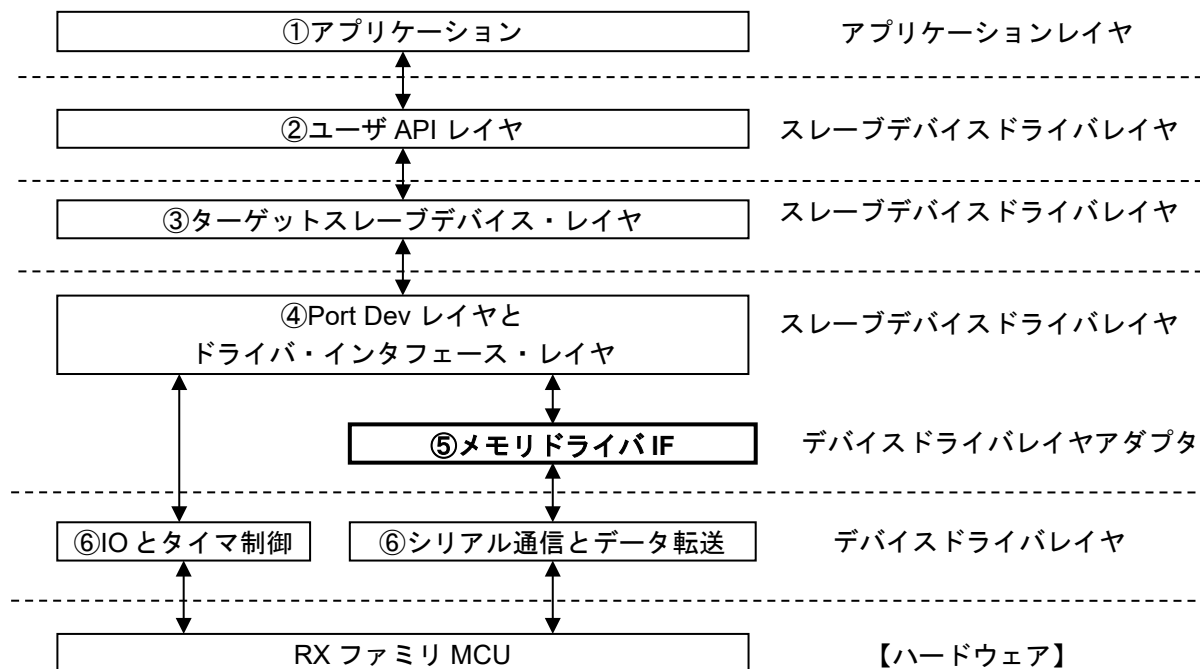 ①アプリケーション
アプリケーションレイヤ
②ユーザ API レイヤ
スレーブデバイスドライバレイヤ
③ターゲットスレーブデバイス・レイヤ
スレーブデバイスドライバレイヤ
④Port Dev レイヤと
ドライバ・インタフェース・レイヤ
スレーブデバイスドライバレイヤ
⑤メモリドライバ IF
デバイスドライバレイヤアダプタ
⑥IO とタイマ制御
⑥シリアル通信とデータ転送
デバイスドライバレイヤ
RX ファミリ MCU
【ハードウェア】